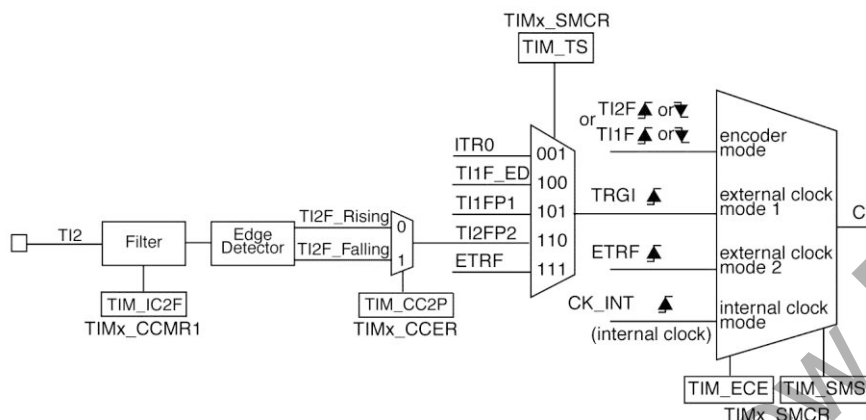 TIMx_SMCR
TIM_TS
TI2F or
or
TI1F or
encoder mode
ITR0
001
TI1F_ED
100
TRGI
external clock mode 1
TI1FP1
101
TI2F_Rising
0
TI2
Filter
Edge Detector
TI2FP2
110
TI2F_Falling
1
ETRF
111
ETRF
external clock mode 2
C
TIM_IC2F
TIMx_CCMR1
TIM_CC2P
TIMx_CCER
CK_INT
(internal clock)
internal clock mode
TIM_ECE
TIM_SMS
TIMx_SMCR